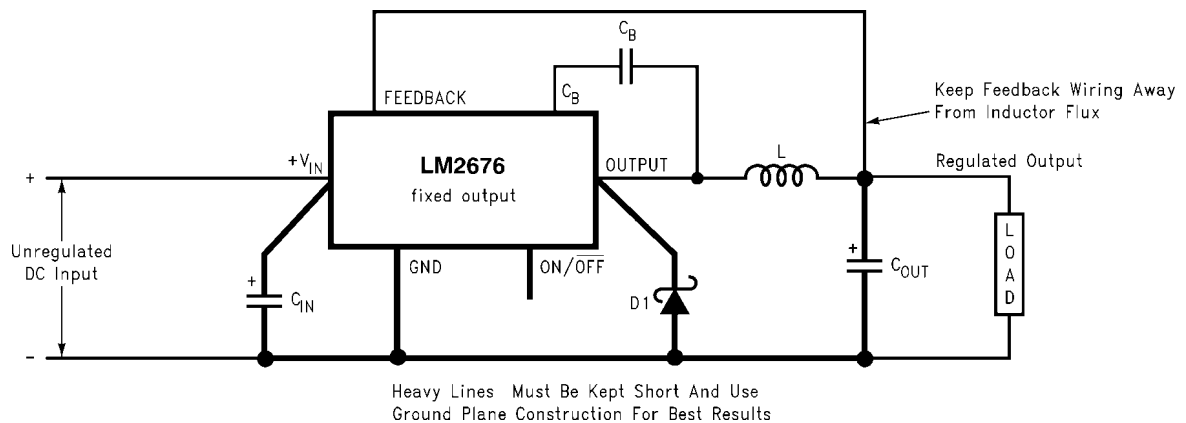 C_B
FEEDBACK
C_B
Keep Feedback Wiring Away
From Inductor Flux
+V_IN
LM2676
fixed output
OUTPUT
L
Regulated Output
+
Unregulated
DC Input
-
GND
ON/O̅F̅F̅
+
C_IN
D1
+
C_OUT
LOAD
Heavy Lines Must Be Kept Short And Use
Ground Plane Construction For Best Results